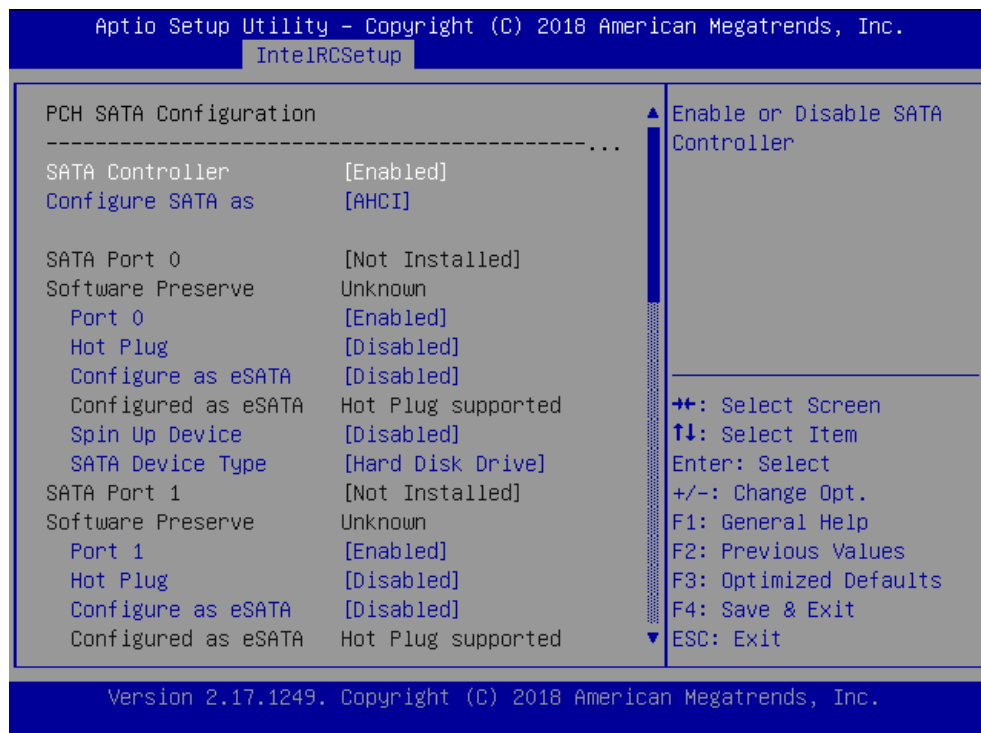 Aptio Setup Utility – Copyright (C) 2018 American Megatrends, Inc.
IntelRCSetup
PCH SATA Configuration
---------------------------------------------...
SATA Controller [Enabled]
Configure SATA as [AHCI]
SATA Port 0 [Not Installed]
Software Preserve Unknown
Port 0 [Enabled]
Hot Plug [Disabled]
Configure as eSATA [Disabled]
Configured as eSATA Hot Plug supported
Spin Up Device [Disabled]
SATA Device Type [Hard Disk Drive]
SATA Port 1 [Not Installed]
Software Preserve Unknown
Port 1 [Enabled]
Hot Plug [Disabled]
Configure as eSATA [Disabled]
Configured as eSATA Hot Plug supported
Enable or Disable SATA
Controller
→←: Select Screen
↑↓: Select Item
Enter: Select
+/-: Change Opt.
F1: General Help
F2: Previous Values
F3: Optimized Defaults
F4: Save & Exit
ESC: Exit
Version 2.17.1249. Copyright (C) 2018 American Megatrends, Inc.